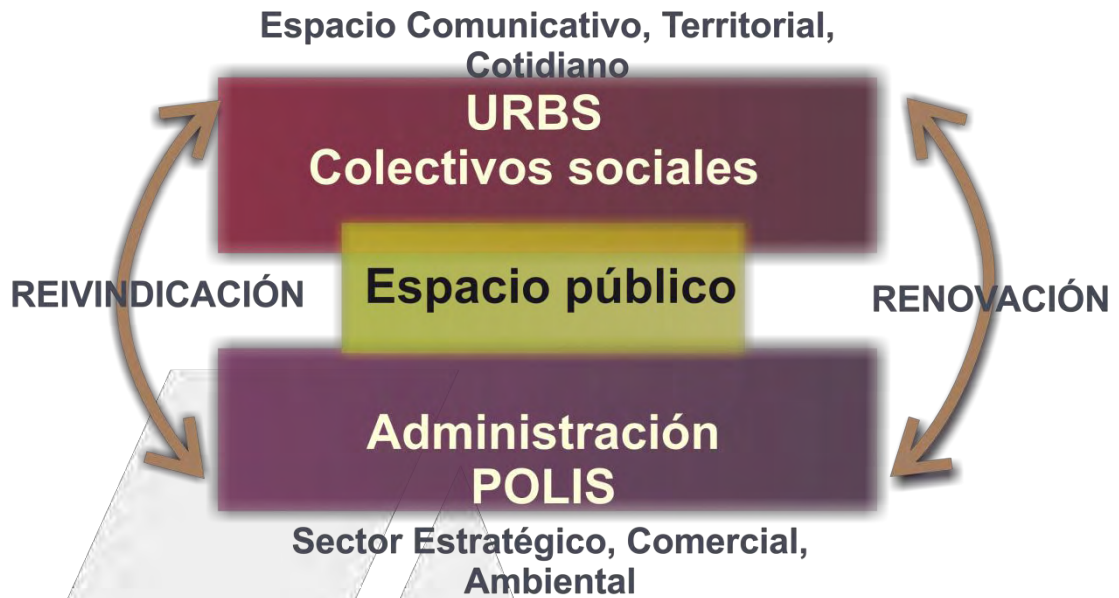 Espacio Comunicativo, Territorial,
Cotidiano
URBS
Colectivos sociales
REIVINDICACIÓN
Espacio público
RENOVACIÓN
Administración
POLIS
Sector Estratégico, Comercial,
Ambiental